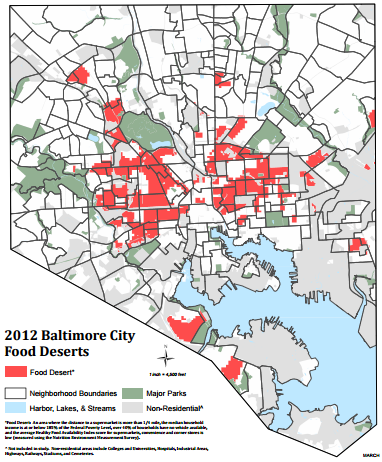 2012 Baltimore City
Food Deserts
Food Desert*
1 inch = 4,500 feet
Neighborhood Boundaries
Major Parks
Harbor, Lakes, & Streams
Non-Residential^
*Food Desert: An area where the distance to a supermarket is more than 1/4 mile, the median household
income is at or below 185% of the Federal Poverty Level, over 40% of households have no vehicle available,
and the average Healthy Food Availability Index score for supermarkets, convenience and corner stores is
low (measured using the Nutrition Environment Measurement Survey).
^ Not included in study. Non-residential areas include Colleges and Universities, Hospitals, Industrial Areas,
Highways, Railways, Stadiums, and Cemeteries.
MARCH